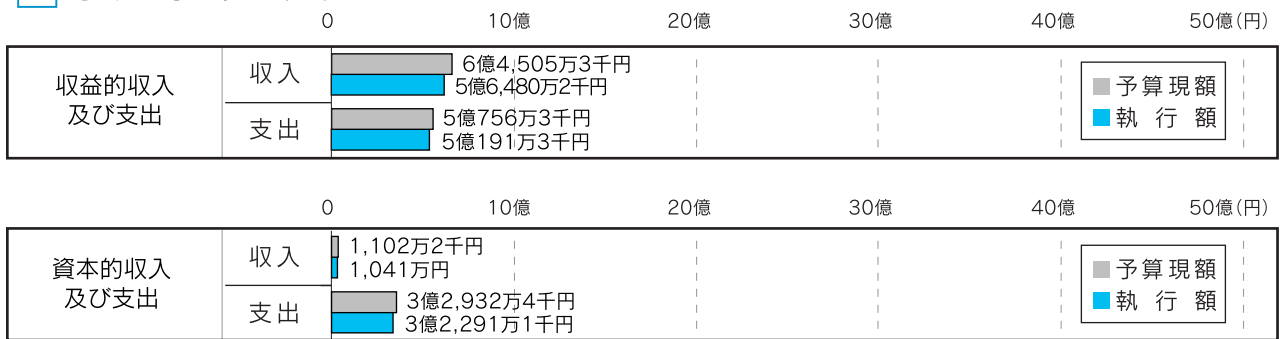 0 10億 20億 30億 40億 50億(円)
収益的収入
及び支出
収入
6億4,505万3千円
5億6,480万2千円
支出
5億756万3千円
5億191万3千円
予算現額
執行額
0 10億 20億 30億 40億 50億(円)
資本的収入
及び支出
収入
1,102万2千円
1,041万円
支出
3億2,932万4千円
3億2,291万1千円
予算現額
執行額